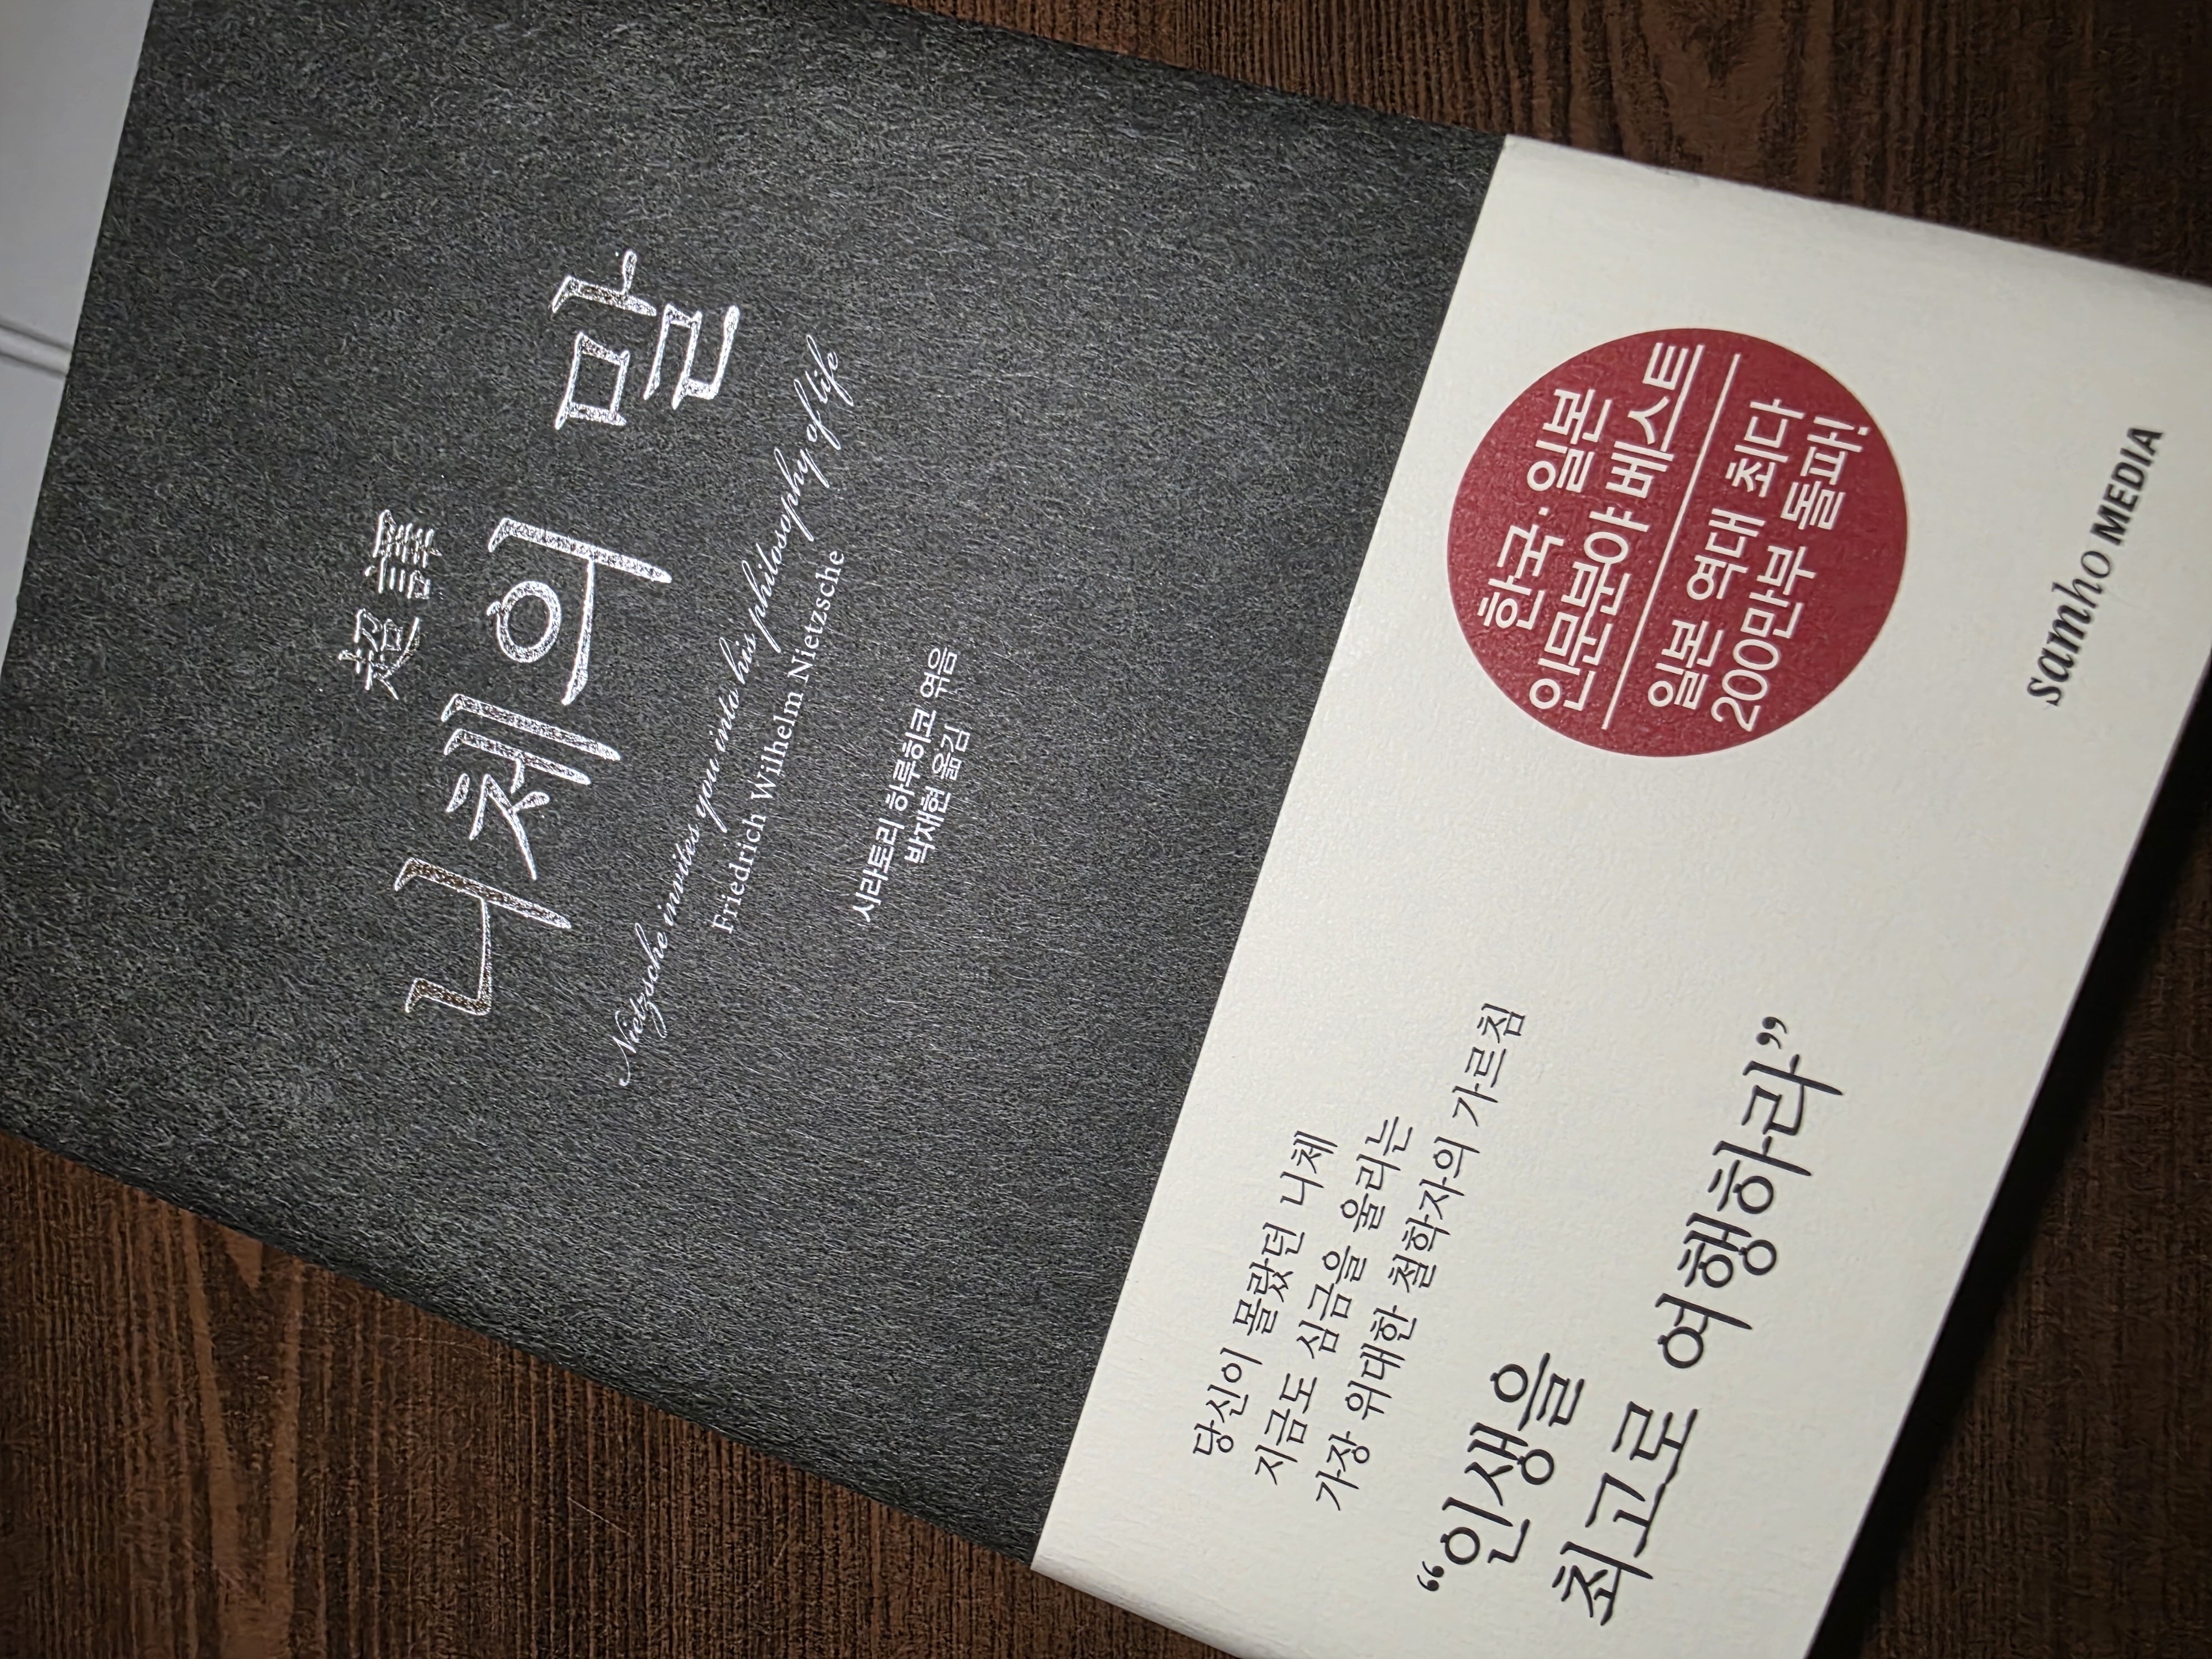 超譯
니체의 말
Nietzsche invites you into his philosophy of life
Friedrich Wilhelm Nietzsche
시라토리 하루히코 엮음
박재현 옮김
당신이 몰랐던 니체
지금도 심금을 울리는
가장 위대한 철학자의 가르침
“인생을
최고로 여행하라”
한국·일본
인문분야 베스트
일본 역대 최다
200만부 돌파!
samho MEDIA